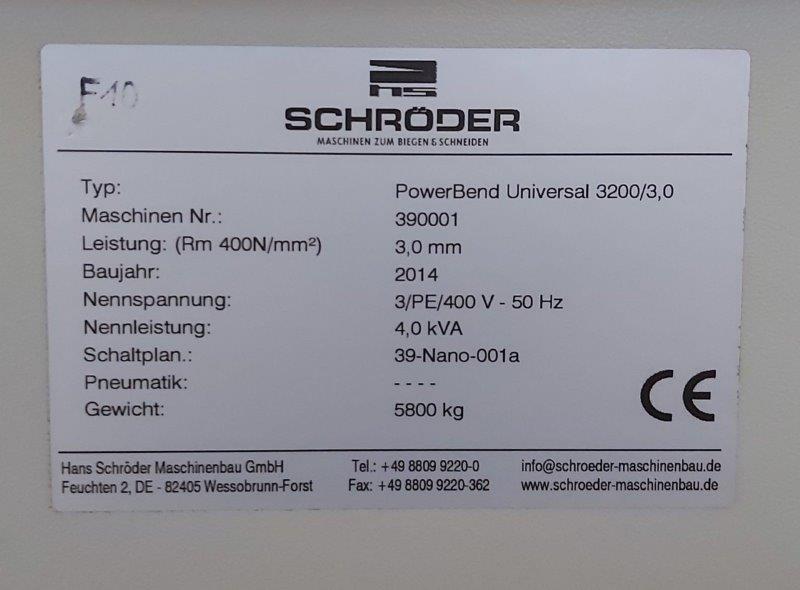 F10
hs
SCHRÖDER
MASCHINEN ZUM BIEGEN & SCHNEIDEN
Typ: PowerBend Universal 3200/3,0
Maschinen Nr.: 390001
Leistung: (Rm 400N/mm²) 3,0 mm
Baujahr: 2014
Nennspannung: 3/PE/400 V - 50 Hz
Nennleistung: 4,0 kVA
Schaltplan.: 39-Nano-001a
Pneumatik: - - - -
Gewicht: 5800 kg
CE
Hans Schröder Maschinenbau GmbH Tel.: +49 8809 9220-0 info@schroeder-maschinenbau.de
Feuchten 2, DE - 82405 Wessobrunn-Forst Fax: +49 8809 9220-362 www.schroeder-maschinenbau.de